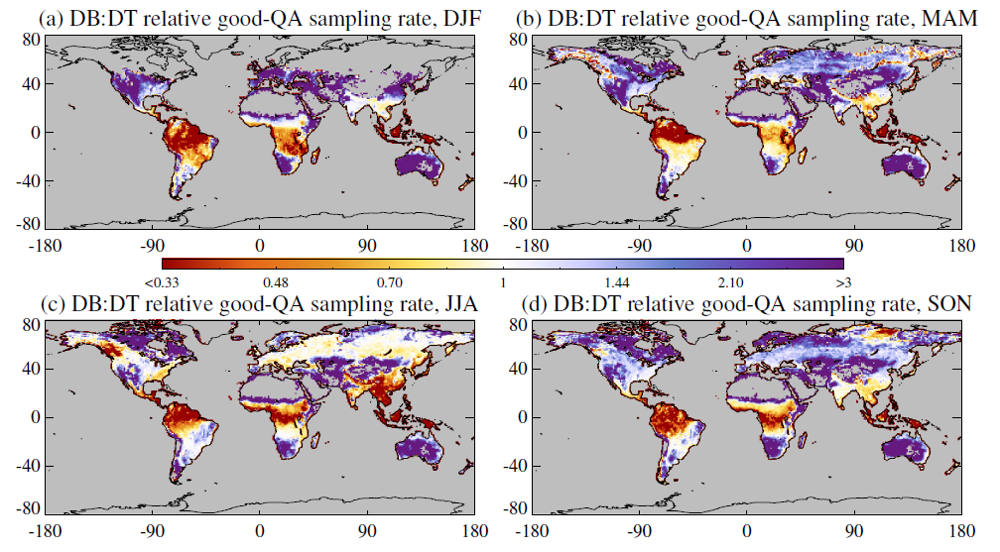 (a) DB:DT relative good-QA sampling rate, DJF
(b) DB:DT relative good-QA sampling rate, MAM
80
40
0
-40
-80
-180 -90 0 90 180
80
40
0
-40
-80
-180 -90 0 90 180
<0.33 0.48 0.70 1 1.44 2.10 >3
(c) DB:DT relative good-QA sampling rate, JJA
(d) DB:DT relative good-QA sampling rate, SON
80
40
0
-40
-80
-180 -90 0 90 180
80
40
0
-40
-80
-180 -90 0 90 180